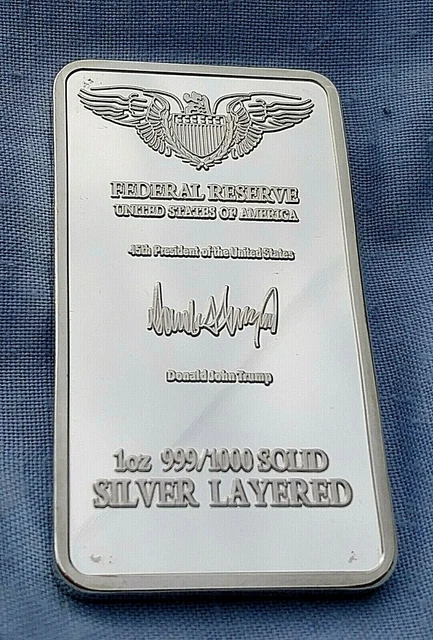 FEDERAL RESERVE
UNITED STATES OF AMERICA
45th President of the United States
Donald John Trump
1oz 999/1000 SOLID
SILVER LAYERED